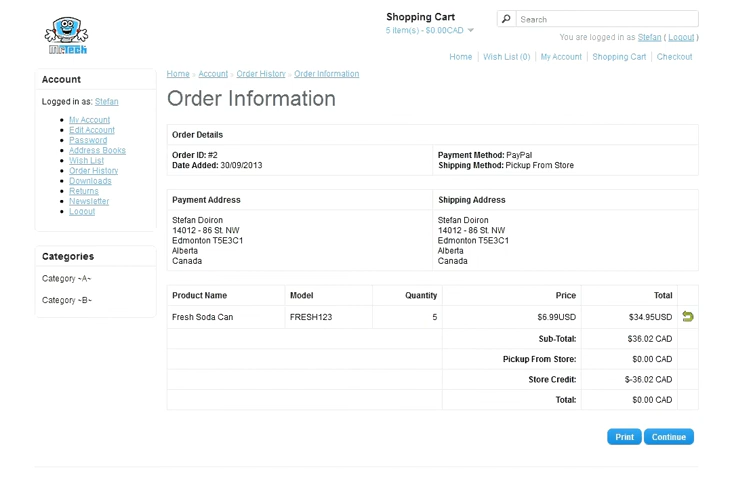 McTech
Shopping Cart
5 Item(s) - $0.00CAD
Search
You are logged in as Stefan ( Logout )
Home
Wish List (0)
My Account
Shopping Cart
Checkout
Account
Logged in as: Stefan
My Account
Edit Account
Password
Address Books
Wish List
Order History
Downloads
Returns
Newsletter
Logout
Categories
Category ~A~
Category ~B~
Home » Account » Order History » Order Information
Order Information
Order Details
Order ID: #2
Date Added: 30/09/2013
Payment Method: PayPal
Shipping Method: Pickup From Store
Payment Address
Stefan Doiron
14012 - 86 St. NW
Edmonton T5E3C1
Alberta
Canada
Shipping Address
Stefan Doiron
14012 - 86 St. NW
Edmonton T5E3C1
Alberta
Canada
Product Name Model Quantity Price Total
Fresh Soda Can FRESH123 5 $6.99USD $34.95USD
Sub-Total: $36.02 CAD
Pickup From Store: $0.00 CAD
Store Credit: $-36.02 CAD
Total: $0.00 CAD
Print
Continue